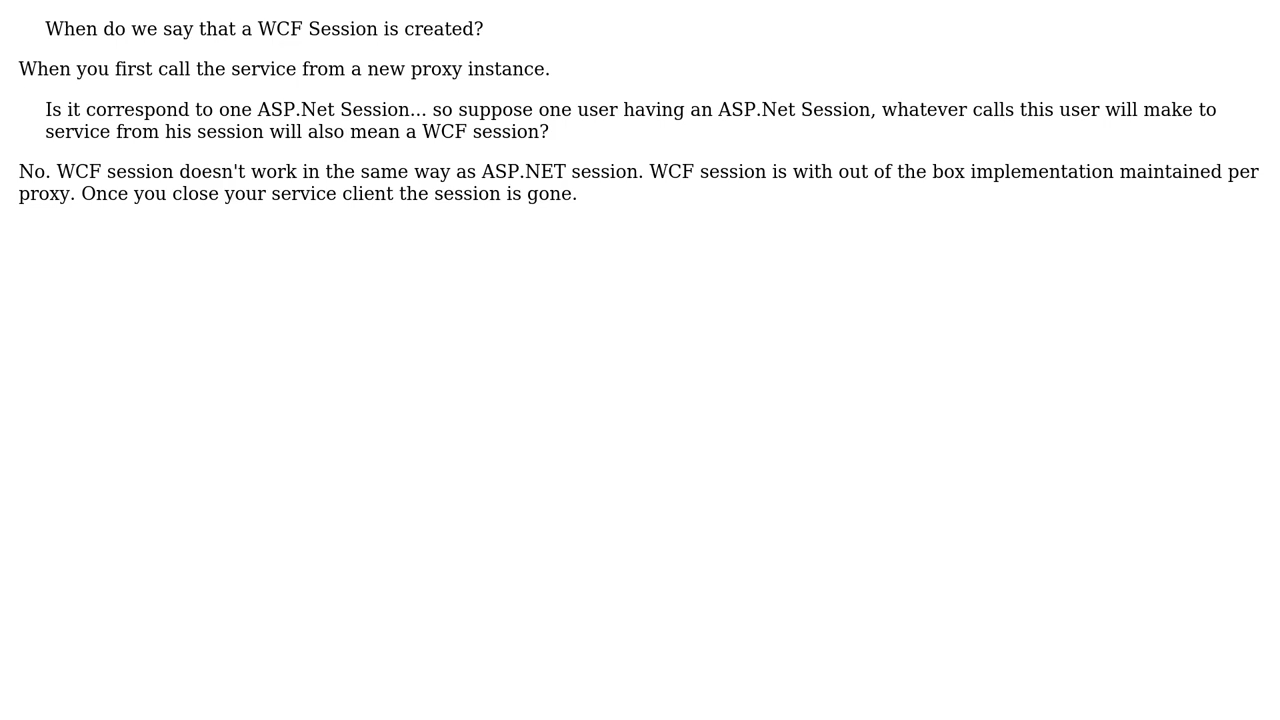 When do we say that a WCF Session is created?
When you first call the service from a new proxy instance.
Is it correspond to one ASP.Net Session... so suppose one user having an ASP.Net Session, whatever calls this user will make to
service from his session will also mean a WCF session?
No. WCF session doesn't work in the same way as ASP.NET session. WCF session is with out of the box implementation maintained per
proxy. Once you close your service client the session is gone.